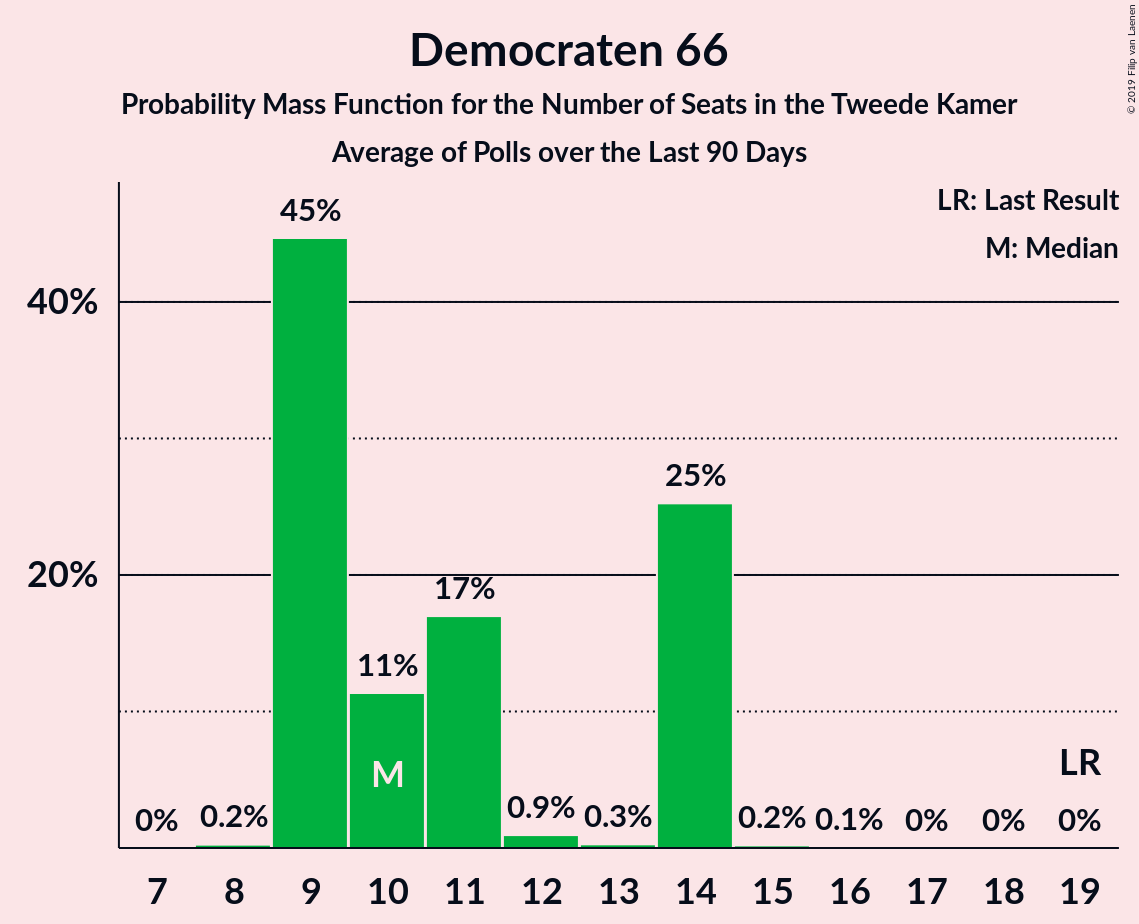 Democraten 66
Probability Mass Function for the Number of Seats in the Tweede Kamer
Average of Polls over the Last 90 Days
© 2019 Filip van Laenen
LR: Last Result
M: Median
45%
40%
25%
20%
17%
11%
M
LR
0%
0.2%
0.9%
0.3%
0.2%
0.1%
0%
0%
0%
7 8 9 10 11 12 13 14 15 16 17 18 19